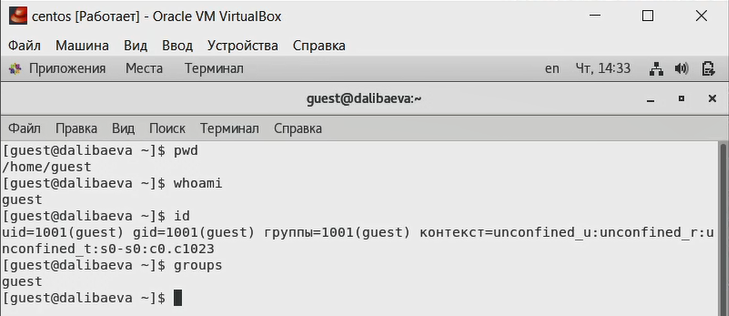 centos [Работает] - Oracle VM VirtualBox
Файл Машина Вид Ввод Устройства Справка
Приложения Места Терминал en Чт, 14:33
guest@dalibaeva:~
Файл Правка Вид Поиск Терминал Справка
[guest@dalibaeva ~]$ pwd
/home/guest
[guest@dalibaeva ~]$ whoami
guest
[guest@dalibaeva ~]$ id
uid=1001(guest) gid=1001(guest) группы=1001(guest) контекст=unconfined_u:unconfined_r:u
nconfined_t:s0-s0:c0.c1023
[guest@dalibaeva ~]$ groups
guest
[guest@dalibaeva ~]$